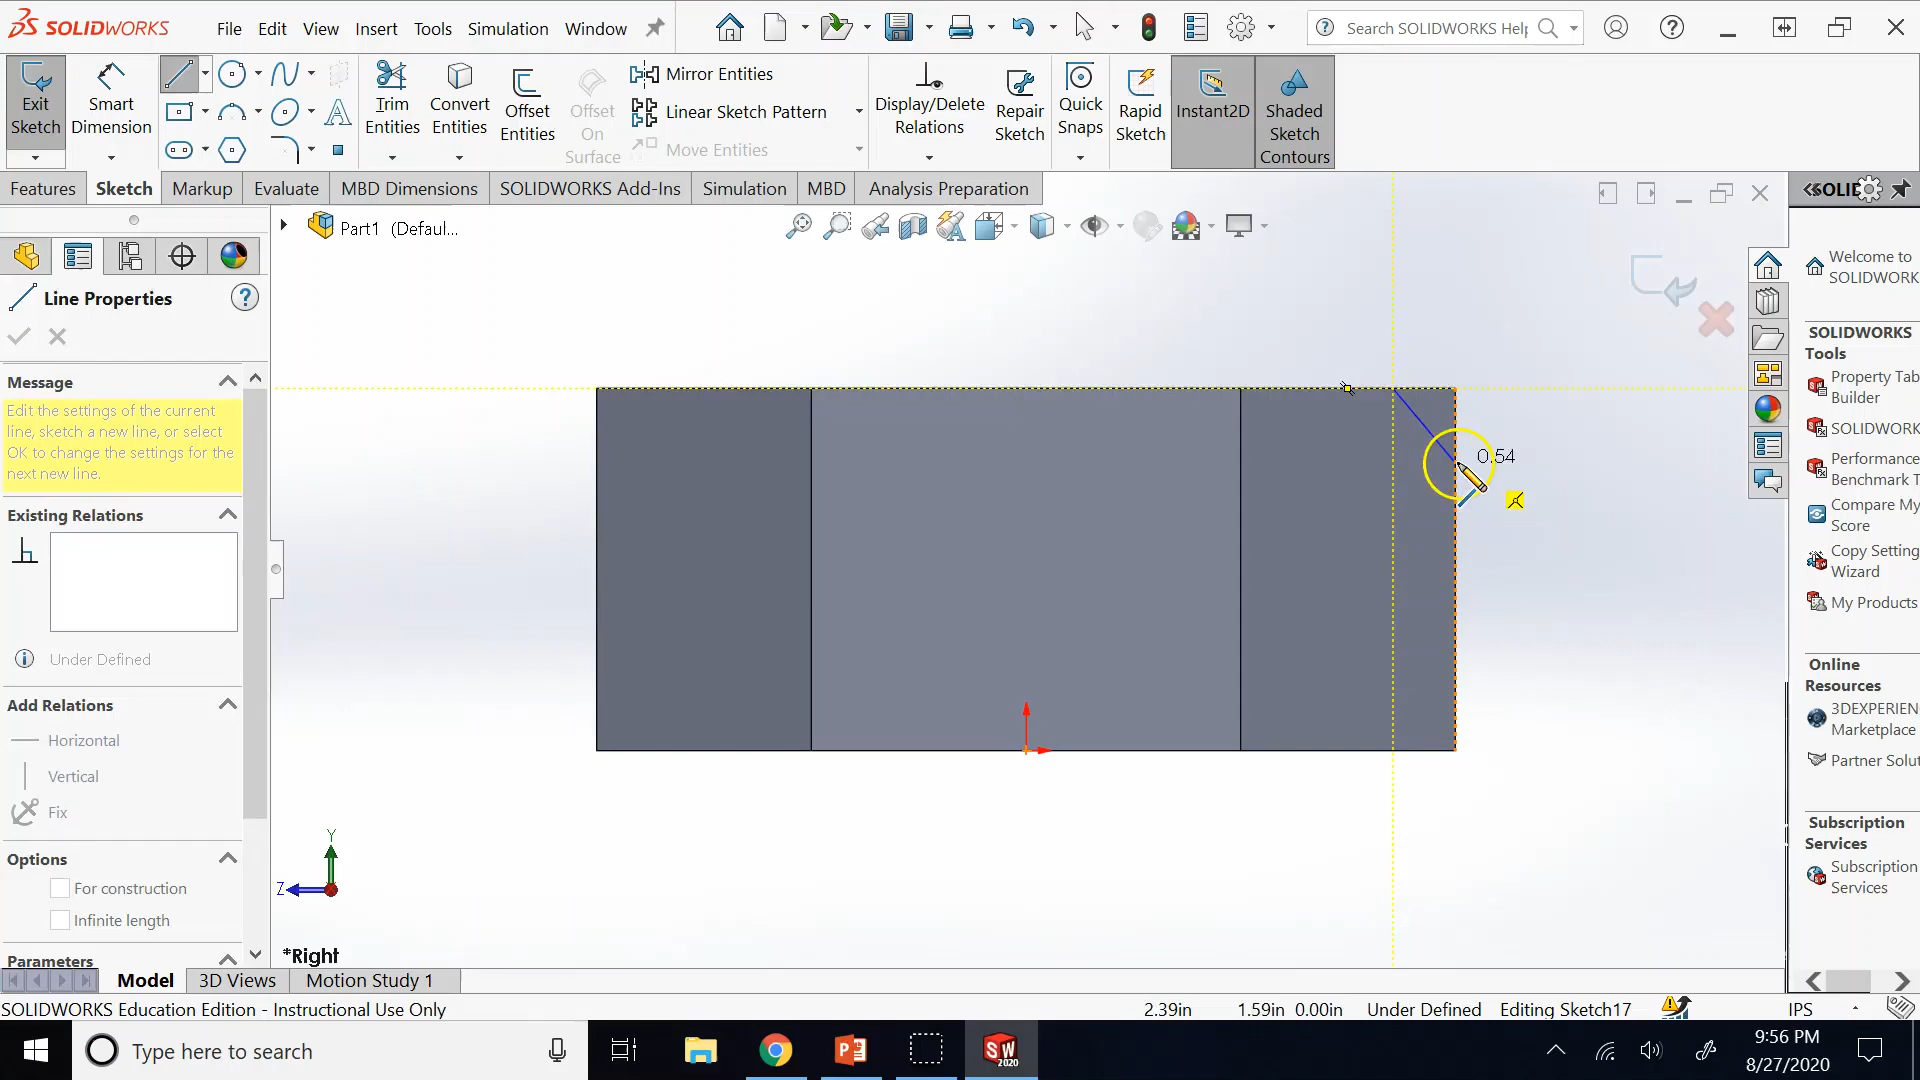 SOLIDWORKS
File Edit View Insert Tools Simulation Window
Search SOLIDWORKS Help
Exit Sketch
Smart Dimension
Trim Entities
Convert Entities
Offset Entities
Offset On Surface
Mirror Entities
Linear Sketch Pattern
Move Entities
Display/Delete Relations
Repair Sketch
Quick Snaps
Rapid Sketch
Instant2D
Shaded Sketch Contours
Features Sketch Markup Evaluate MBD Dimensions SOLIDWORKS Add-Ins Simulation MBD Analysis Preparation
SOLID
Part1 (Defaul...
Line Properties
Message
Edit the settings of the current
line, sketch a new line, or select
OK to change the settings for the
next new line.
Existing Relations
Under Defined
Add Relations
Horizontal
Vertical
Fix
Options
For construction
Infinite length
Parameters
0.54
Y
Z
*Right
Welcome to
SOLIDWORKS
SOLIDWORKS
Tools
Property Tab
Builder
SOLIDWORK
Performance
Benchmark T
Compare My
Score
Copy Setting
Wizard
My Products
Online
Resources
3DEXPERIEN
Marketplace
Partner Solut
Subscription
Services
Subscription
Services
Model 3D Views Motion Study 1
SOLIDWORKS Education Edition - Instructional Use Only
2.39in 1.59in 0.00in Under Defined Editing Sketch17 IPS
Type here to search
SW
2020
9:56 PM
8/27/2020